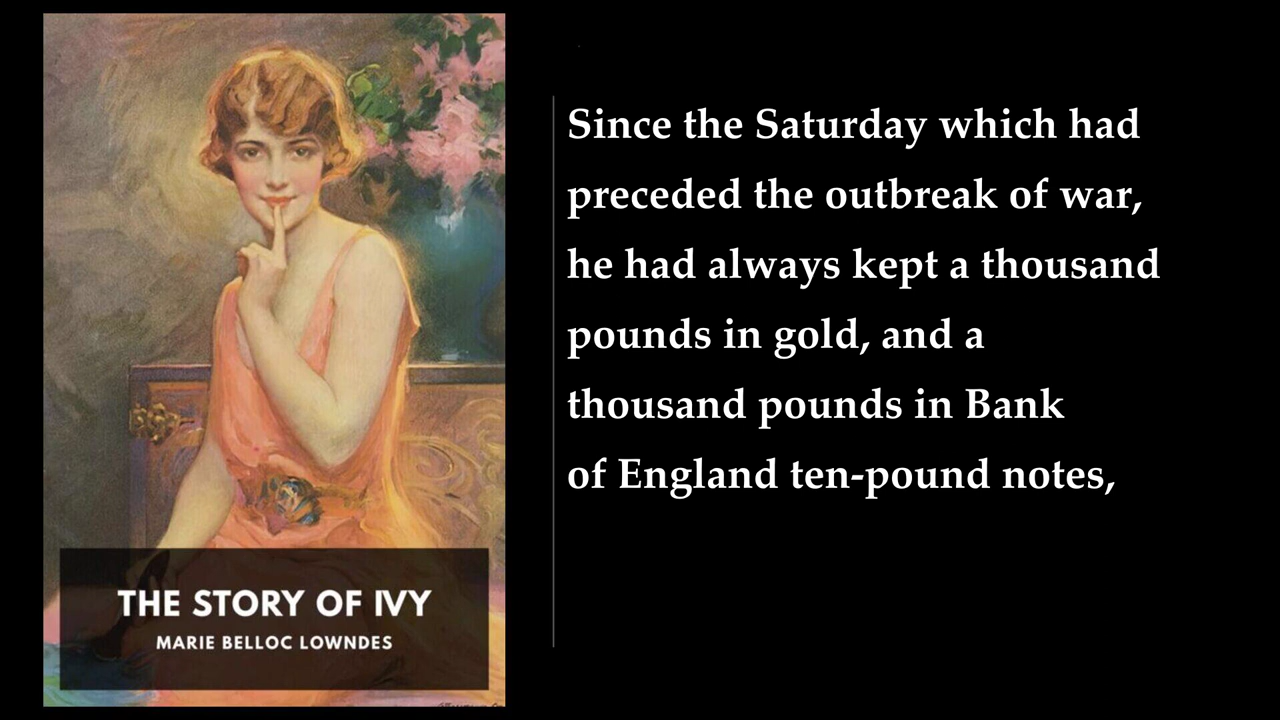 THE STORY OF IVY
MARIE BELLOC LOWNDES
Since the Saturday which had
preceded the outbreak of war,
he had always kept a thousand
pounds in gold, and a
thousand pounds in Bank
of England ten-pound notes,